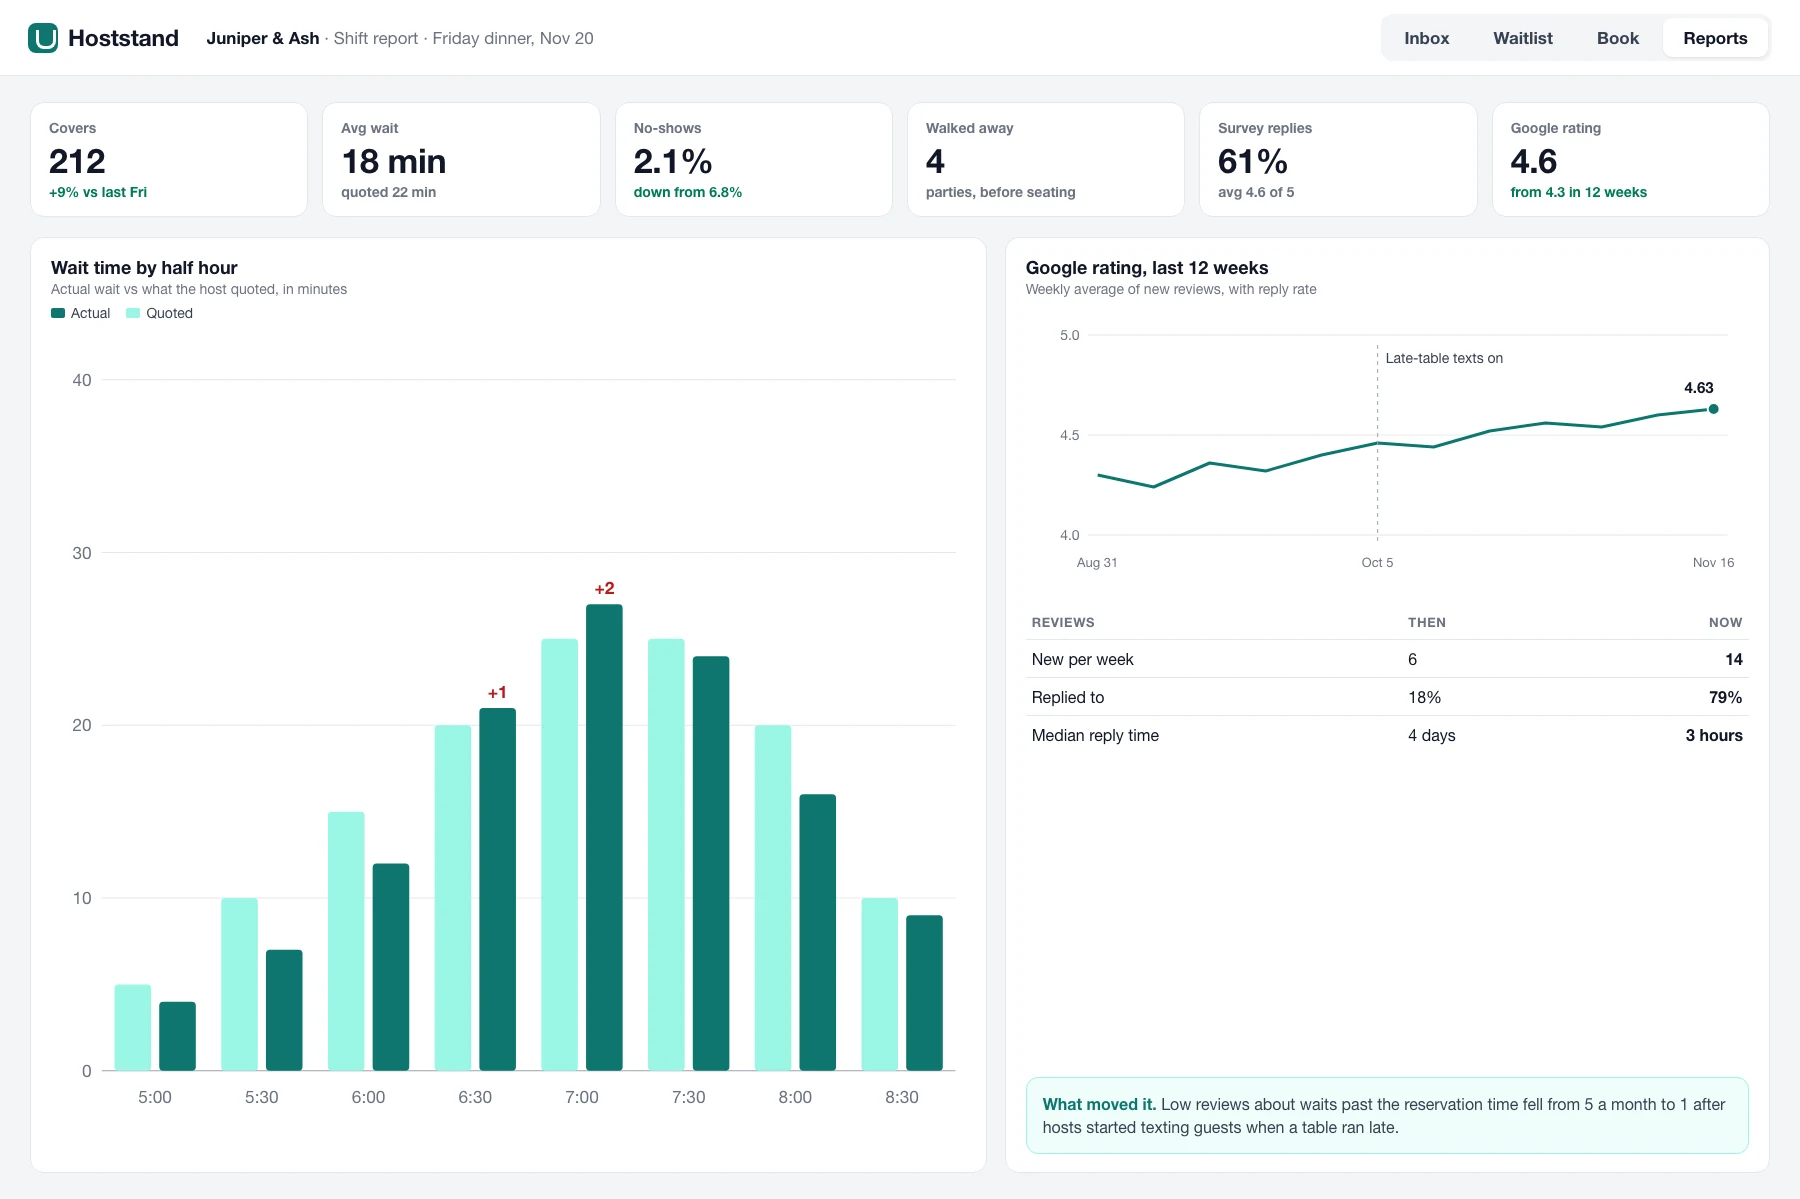 Hoststand
Juniper & Ash · Shift report · Friday dinner, Nov 20
Inbox
Waitlist
Book
Reports
Covers
212
+9% vs last Fri
Avg wait
18 min
quoted 22 min
No-shows
2.1%
down from 6.8%
Walked away
4
parties, before seating
Survey replies
61%
avg 4.6 of 5
Google rating
4.6
from 4.3 in 12 weeks
Wait time by half hour
Actual wait vs what the host quoted, in minutes
Actual Quoted
40
30
20
10
0
+1
+2
5:00 5:30 6:00 6:30 7:00 7:30 8:00 8:30
Google rating, last 12 weeks
Weekly average of new reviews, with reply rate
5.0
4.5
4.0
Late-table texts on
4.63
Aug 31 Oct 5 Nov 16
REVIEWS THEN NOW
New per week 6 14
Replied to 18% 79%
Median reply time 4 days 3 hours
What moved it. Low reviews about waits past the reservation time fell from 5 a month to 1 after
hosts started texting guests when a table ran late.